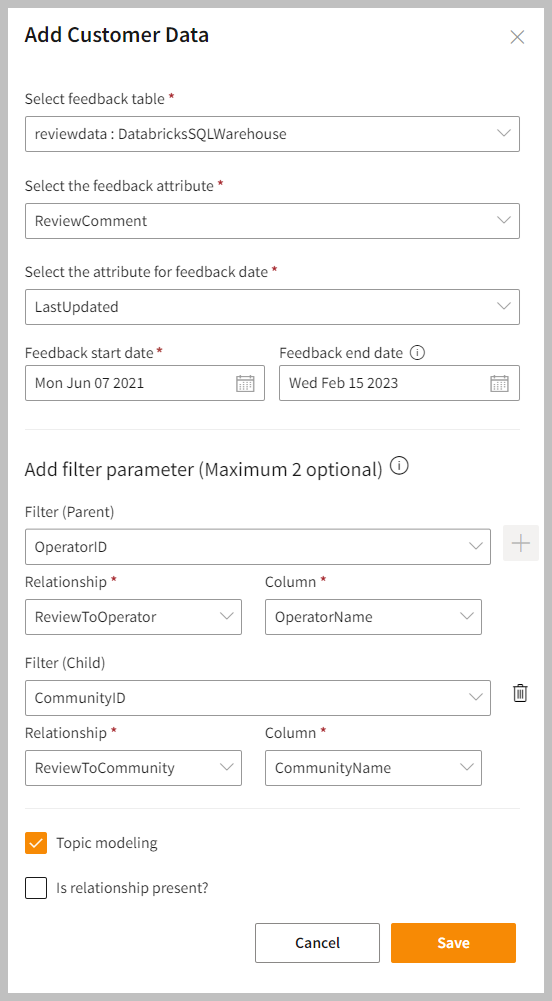 Add Customer Data
Select feedback table *
reviewdata : DatabricksSQLWarehouse
Select the feedback attribute *
ReviewComment
Select the attribute for feedback date *
LastUpdated
Feedback start date * Feedback end date
Mon Jun 07 2021 Wed Feb 15 2023
Add filter parameter (Maximum 2 optional)
Filter (Parent)
OperatorID
Relationship * Column *
ReviewToOperator OperatorName
Filter (Child)
CommunityID
Relationship * Column *
ReviewToCommunity CommunityName
Topic modeling
Is relationship present?
Cancel Save